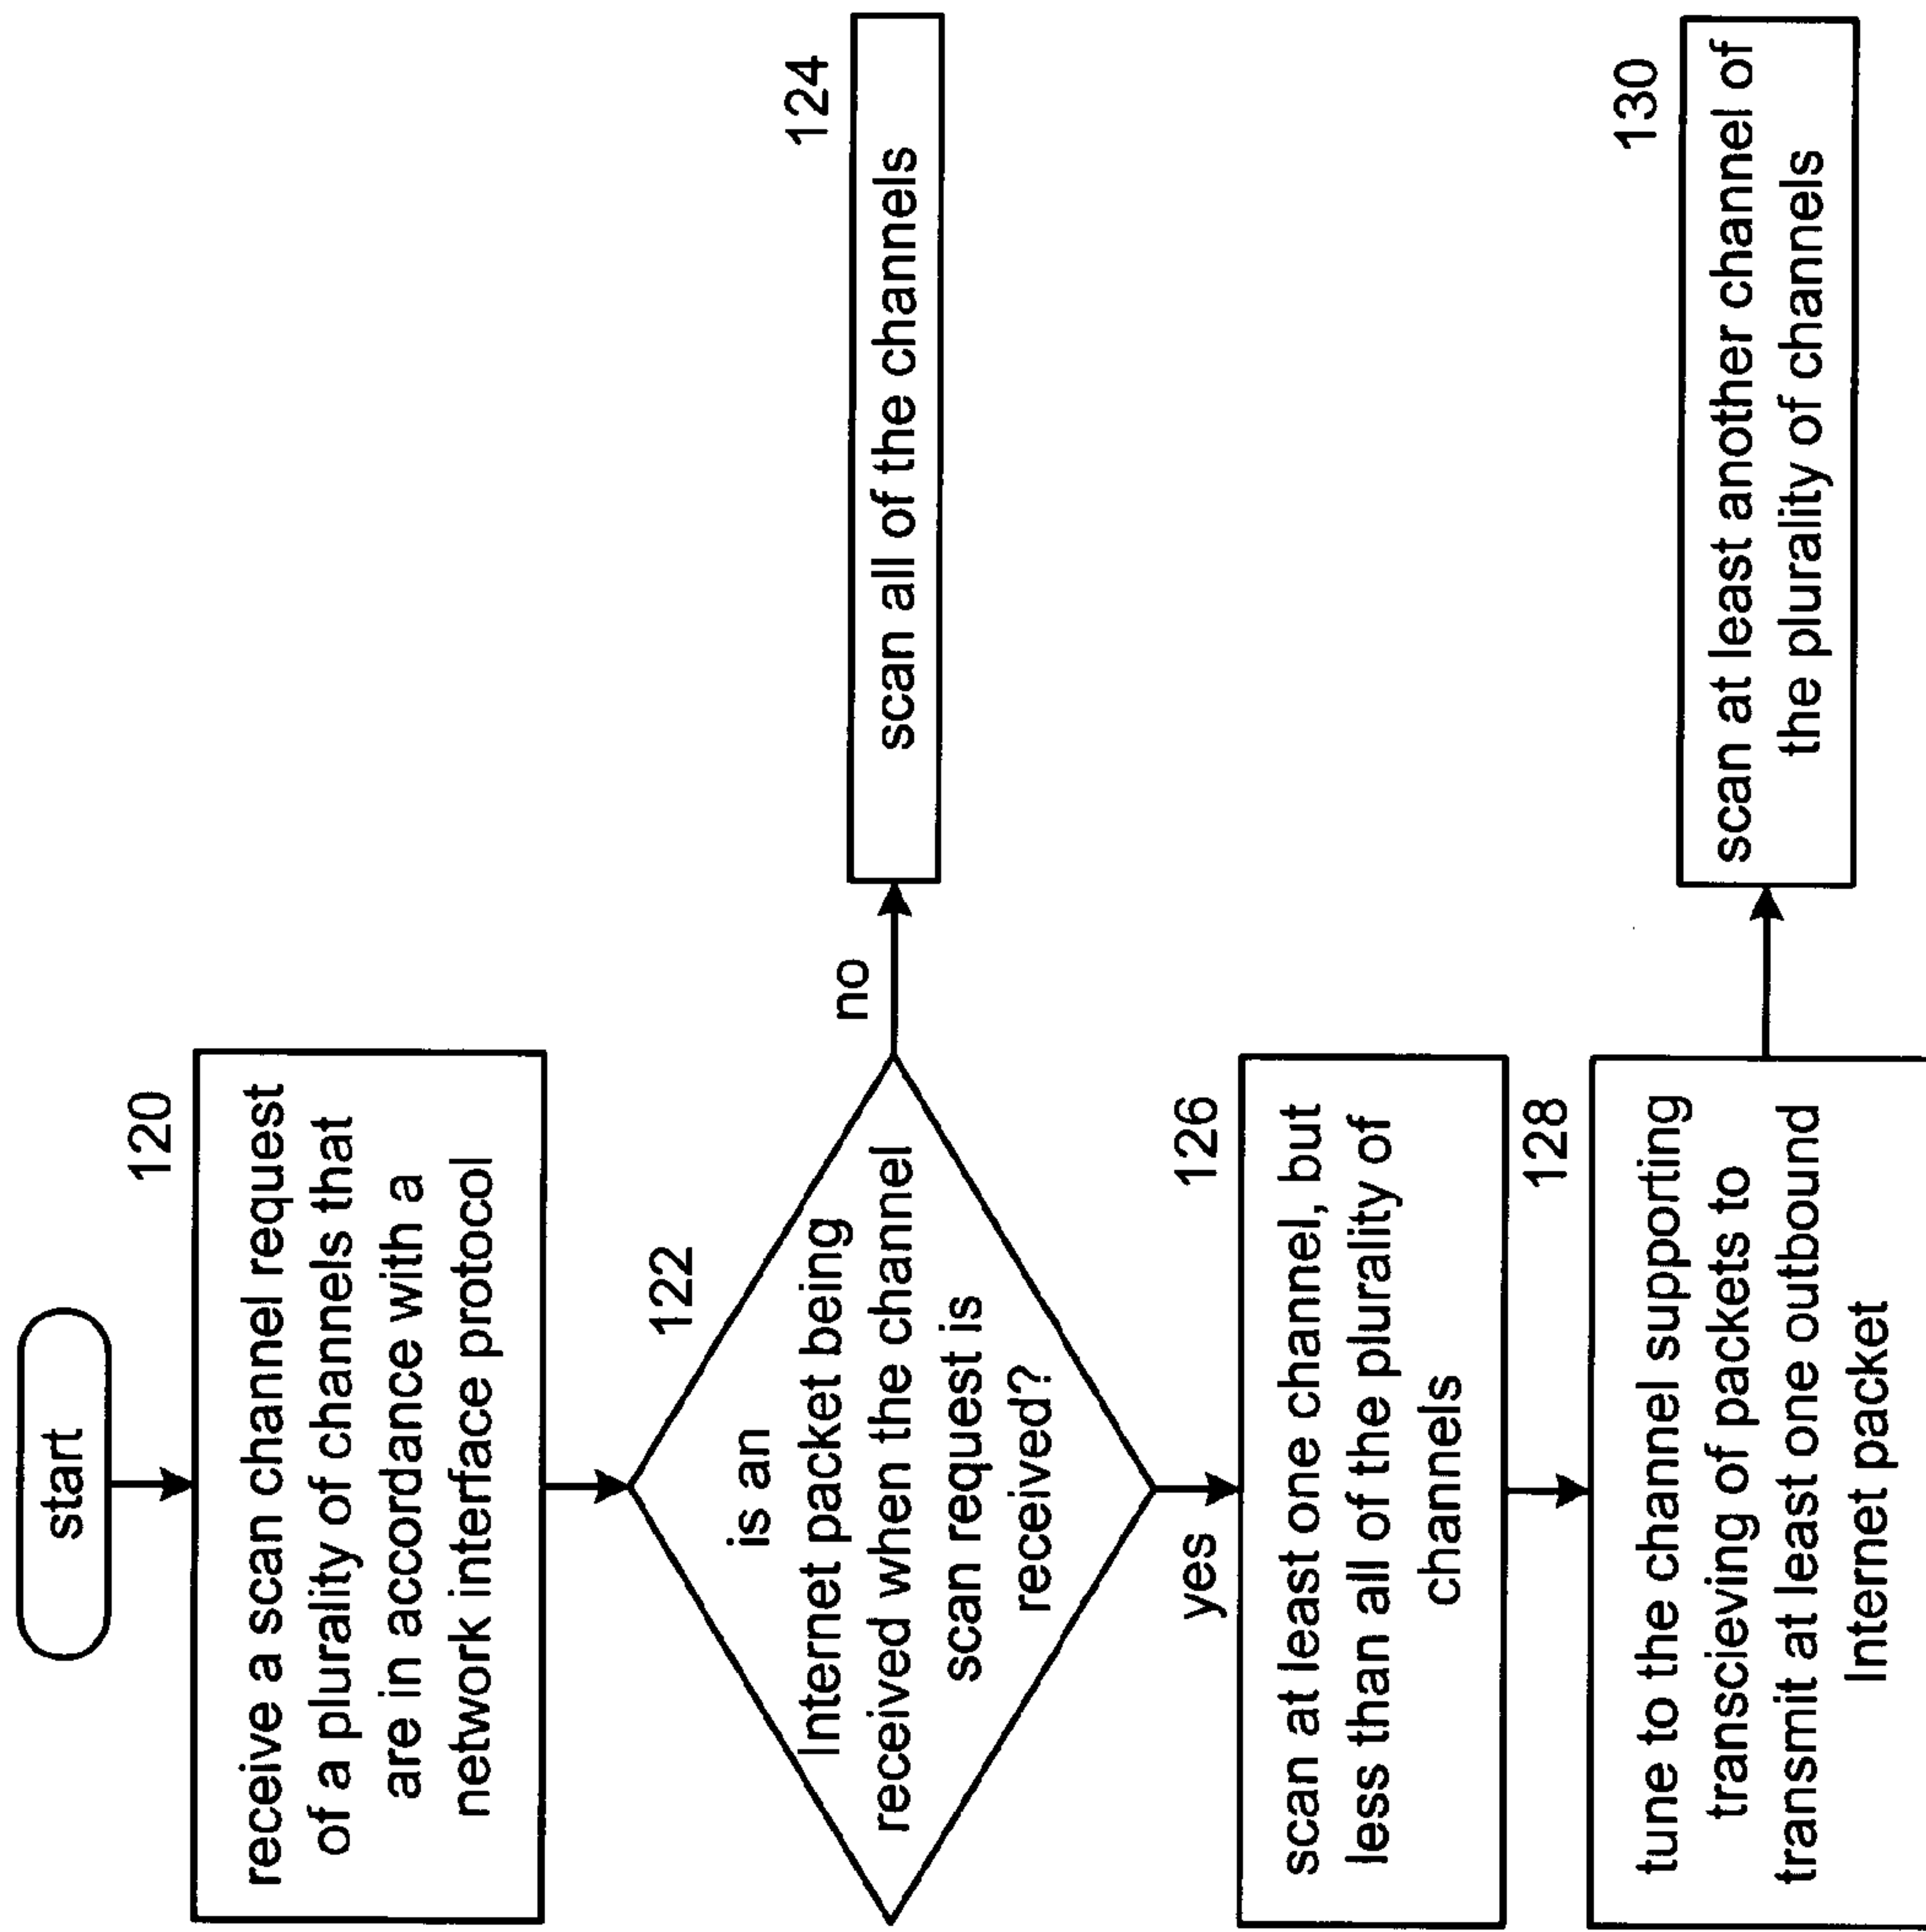 start
120
receive a scan channel request
of a plurality of channels that
are in accordance with a
network interface protocol
122
is an
Internet packet being
received when the channel
scan request is
received?
no
124
scan all of the channels
yes
126
scan at least one channel, but
less than all of the plurality of
channels
128
tune to the channel supporting
transcieving of packets to
transmit at least one outbound
Internet packet
130
scan at least another channel of
the plurality of channels